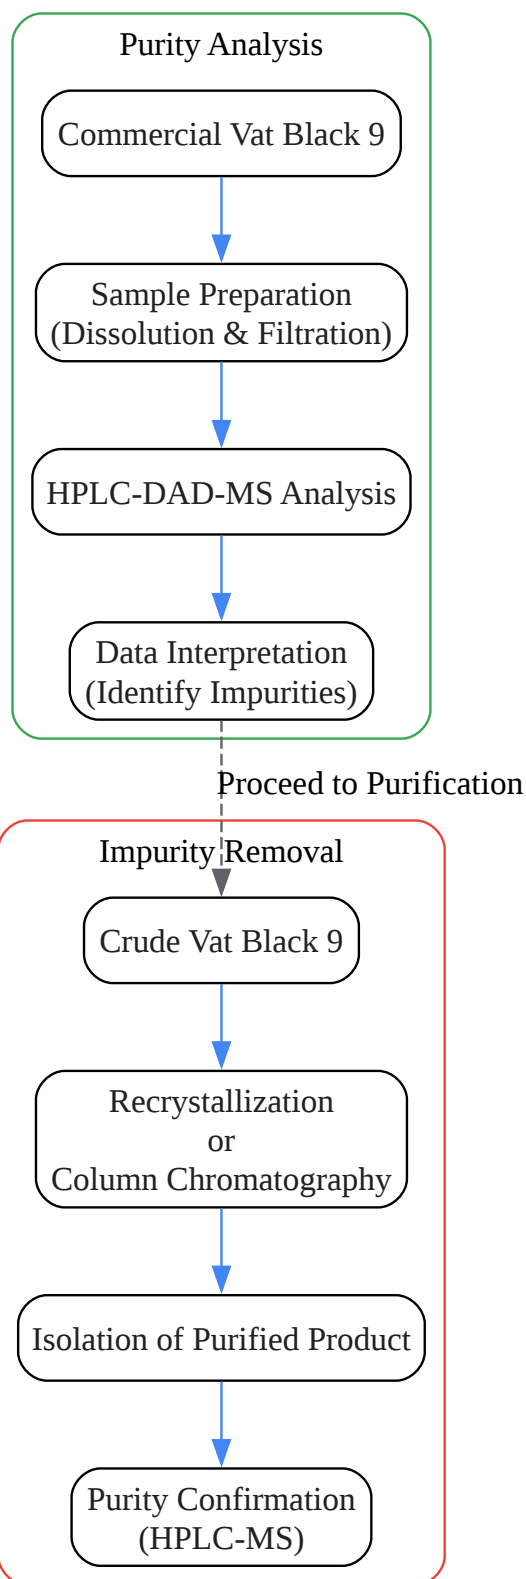 Purity Analysis
Commercial Vat Black 9
Sample Preparation
(Dissolution & Filtration)
HPLC-DAD-MS Analysis
Data Interpretation
(Identify Impurities)
Proceed to Purification
Impurity Removal
Crude Vat Black 9
Recrystallization
or
Column Chromatography
Isolation of Purified Product
Purity Confirmation
(HPLC-MS)